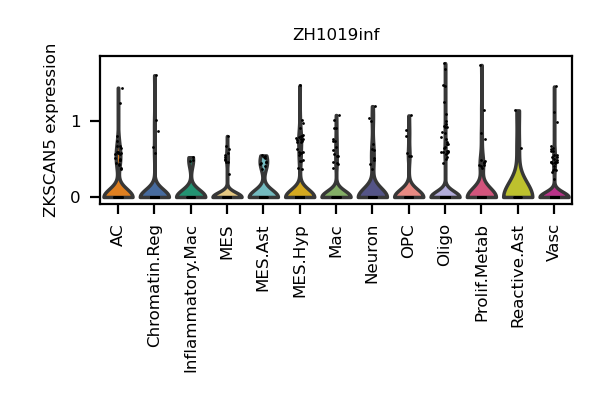 ZH1019inf
ZKSCAN5 expression
1
0
AC
Chromatin.Reg
Inflammatory.Mac
MES
MES.Ast
MES.Hyp
Mac
Neuron
OPC
Oligo
Prolif.Metab
Reactive.Ast
Vasc